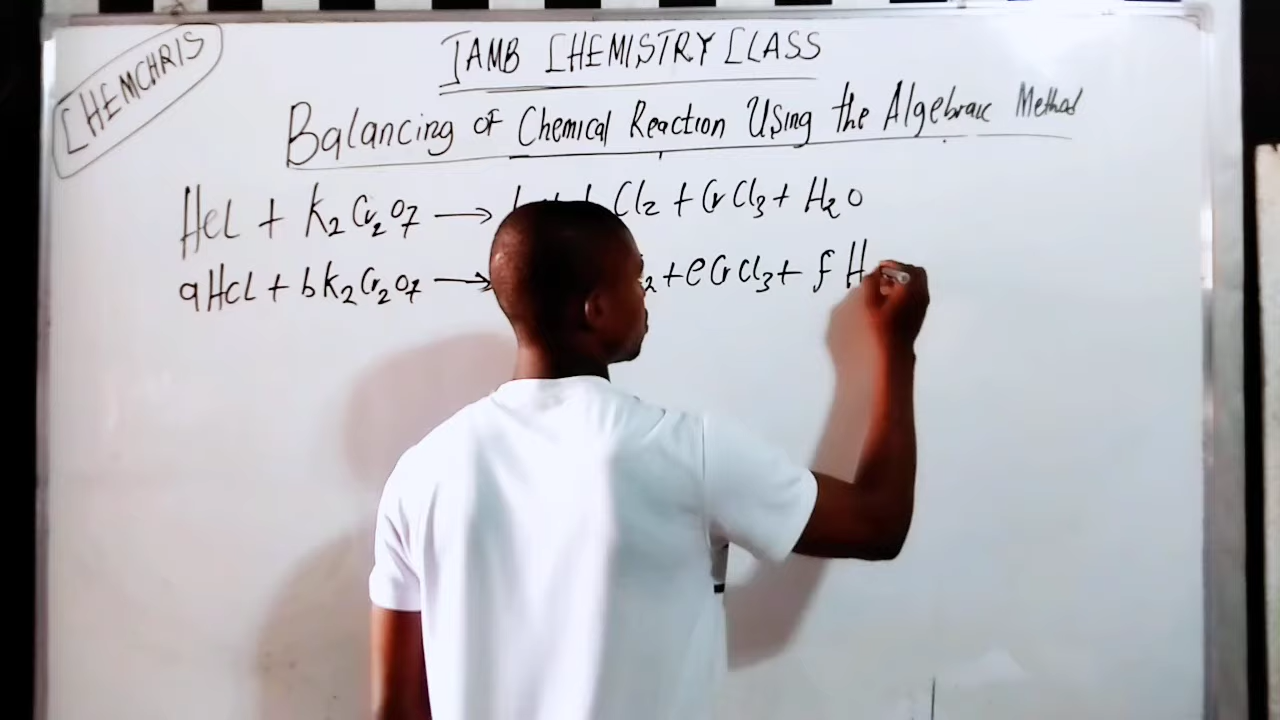 CHEMCHRIS
JAMB CHEMISTRY CLASS
Balancing of Chemical Reaction Using the Algebraic Method
HCl + K₂Cr₂O₇ → Cl₂ + CrCl₃ + H₂O
aHCl + bK₂Cr₂O₇ → ₂ + eCrCl₃ + f H